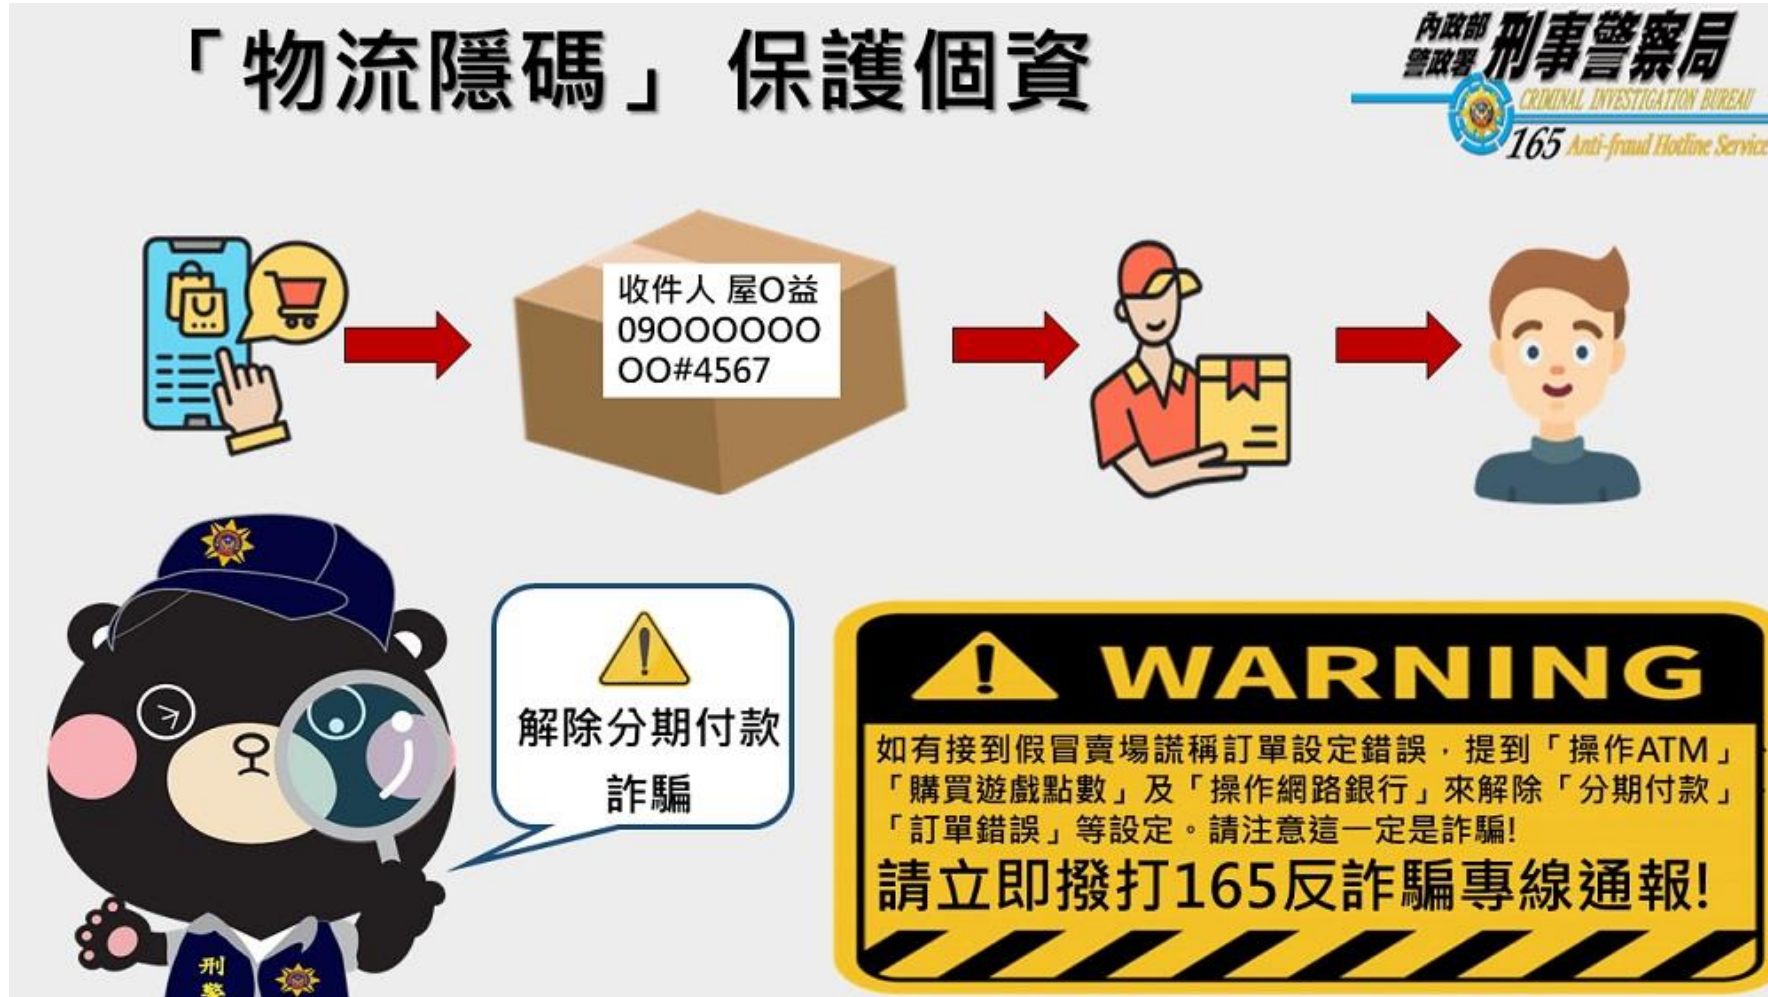 「物流隱碼」 保護個資
內政部
警政署 刑事警察局
CRIMINAL INVESTIGATION BUREAU
165 Anti-fraud Hotline Service
收件人 屋O益
09OOOOOO
OO#4567
解除分期付款
詐騙
WARNING
如有接到假冒賣場謊稱訂單設定錯誤，提到「操作ATM」、
「購買遊戲點數」及「操作網路銀行」來解除「分期付款」、
「訂單錯誤」等設定。請注意這一定是詐騙!
請立即撥打165反詐騙專線通報!
刑
警